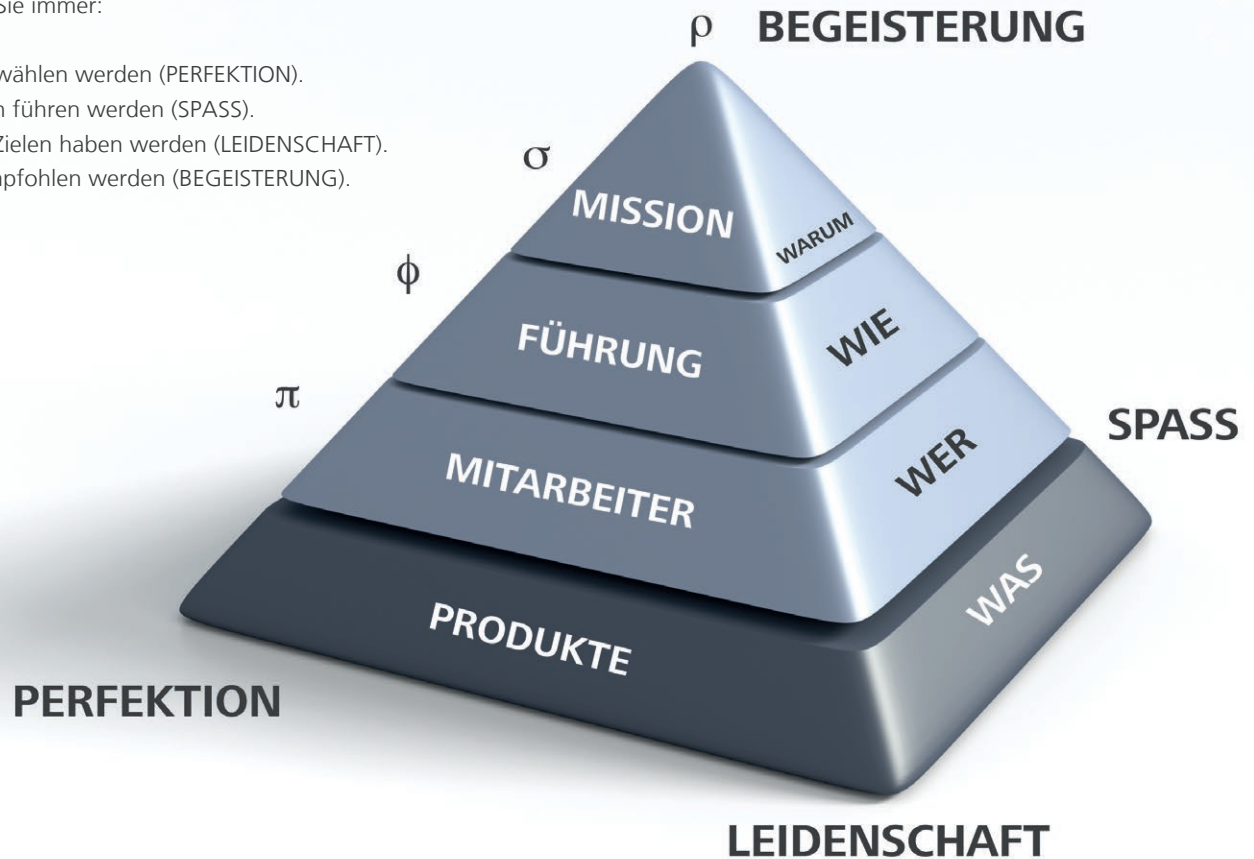 Sie immer:
wählen werden (PERFEKTION).
führen werden (SPASS).
Zielen haben werden (LEIDENSCHAFT).
werden (BEGEISTERUNG).
ρ BEGEISTERUNG
σ
MISSION
WARUM
ϕ
FÜHRUNG
WIE
π
SPASS
MITARBEITER
WER
WAS
PRODUKTE
PERFEKTION
LEIDENSCHAFT